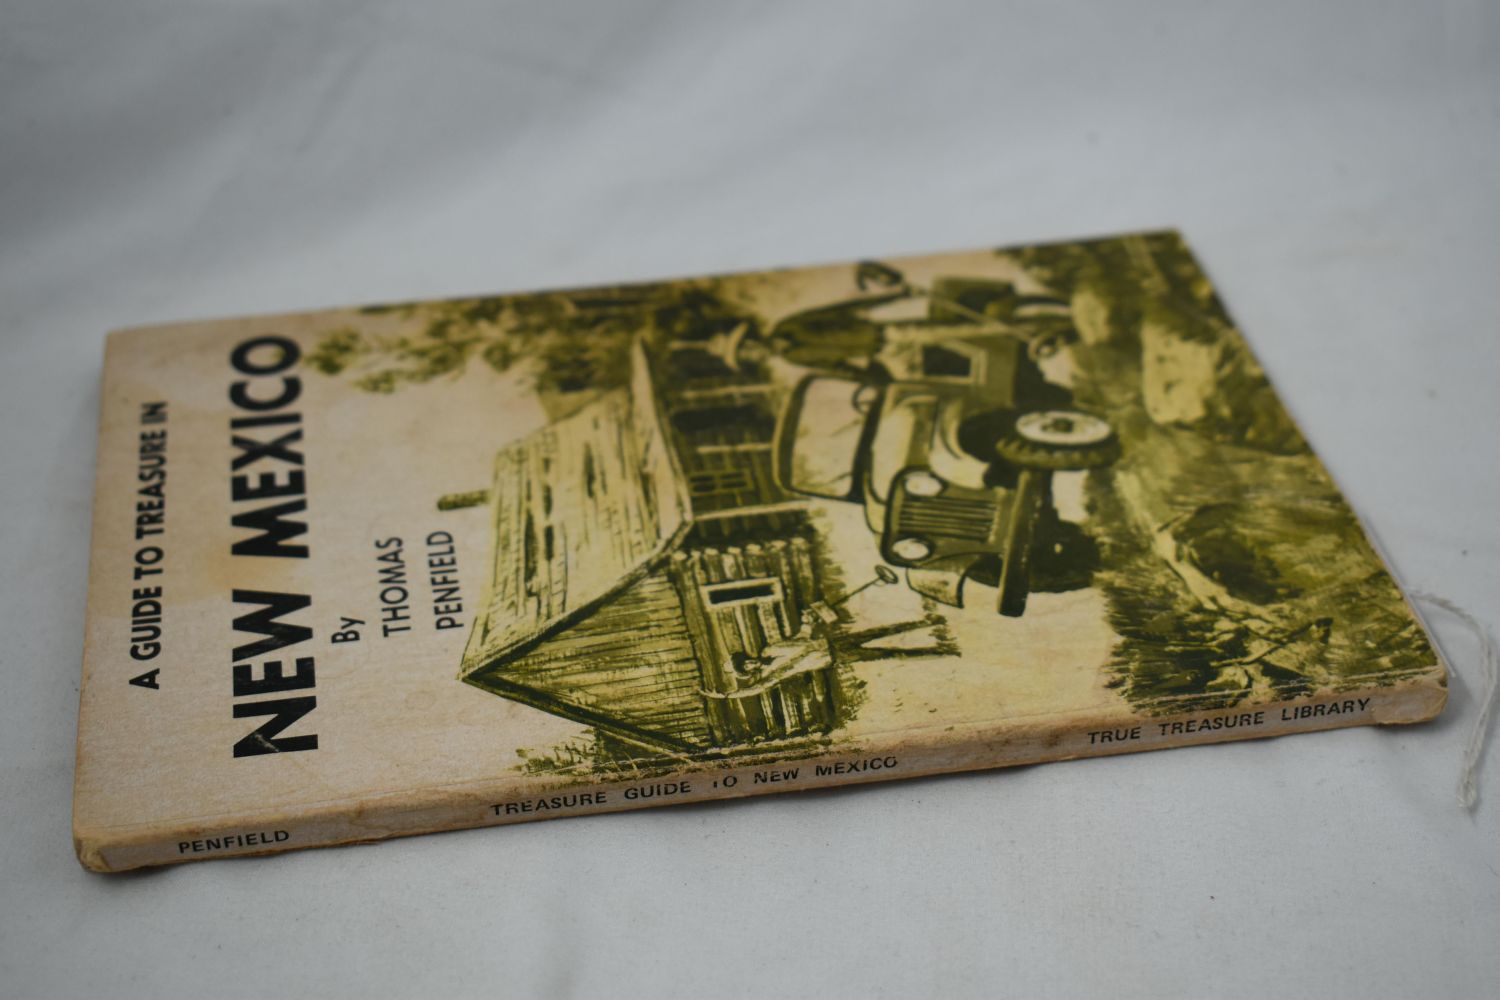 A GUIDE TO TREASURE IN
NEW MEXICO
By
THOMAS
PENFIELD
PENFIELD
TREASURE GUIDE TO NEW MEXICO
TRUE TREASURE LIBRARY